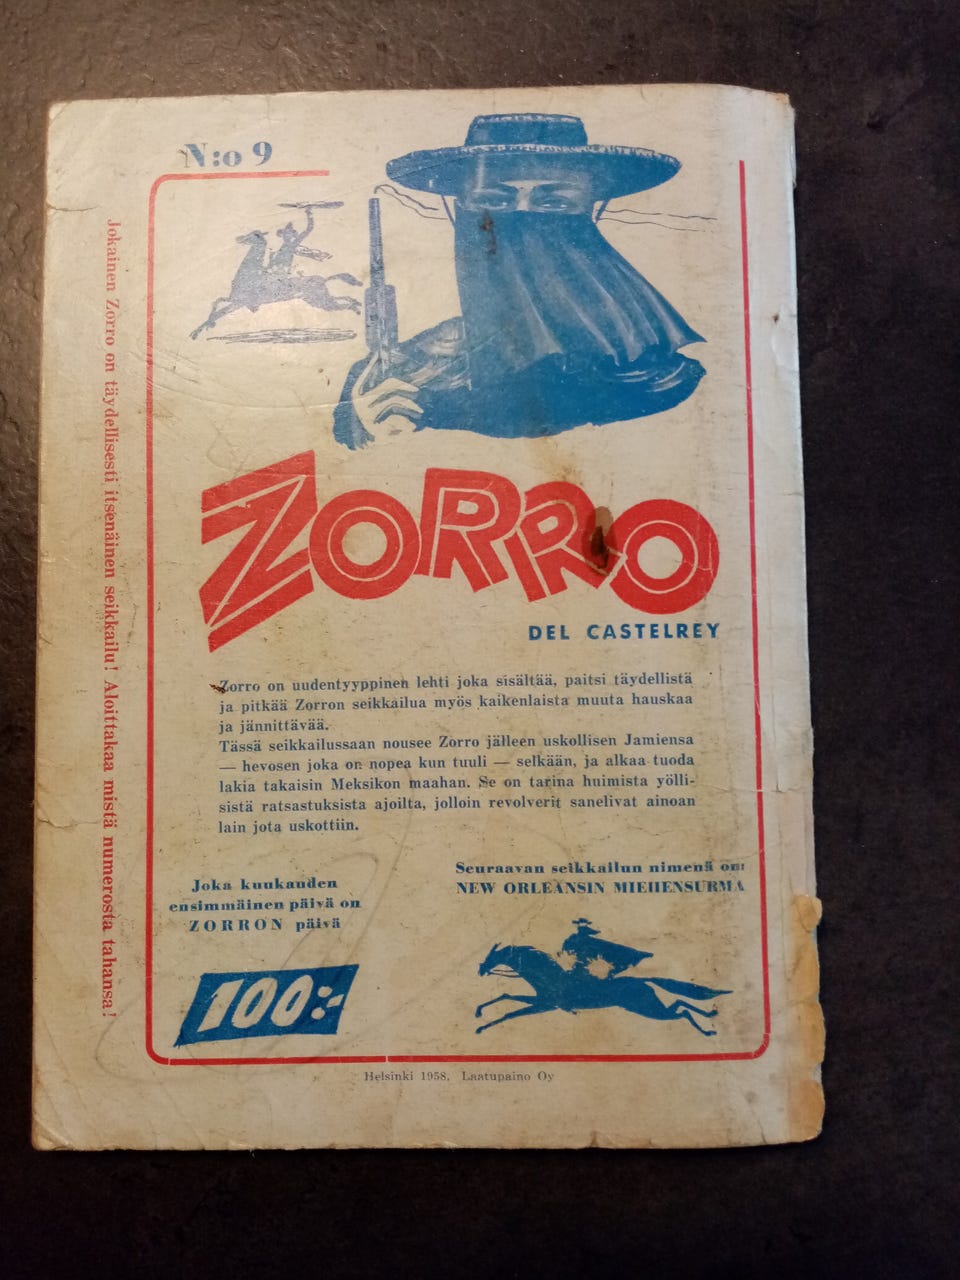 N:o 9
Jokainen Zorro on täydellisesti itsenäinen seikkailu! Aloittakaa mistä numerosta tahansa!
ZORRO
DEL CASTELREY
Zorro on uudentyyppinen lehti joka sisältää, paitsi täydellistä
ja pitkää Zorron seikkailua myös kaikenlaista muuta hauskaa
ja jännittävää.
Tässä seikkailussaan nousee Zorro jälleen uskollisen Jamiensa
— hevosen joka on nopea kun tuuli — selkään, ja alkaa tuoda
lakia takaisin Meksikon maahan. Se on tarina huimista yölli-
sistä ratsastuksista ajoilta, jolloin revolverit sanelivat ainoan
lain jota uskottiin.
Joka kuukauden
ensimmäinen päivä on
ZORRON päivä
100:-
Seuraavan seikkailun nimenä on:
NEW ORLEANSIN MIEHENSURMA
Helsinki 1958, Laatupaino Oy